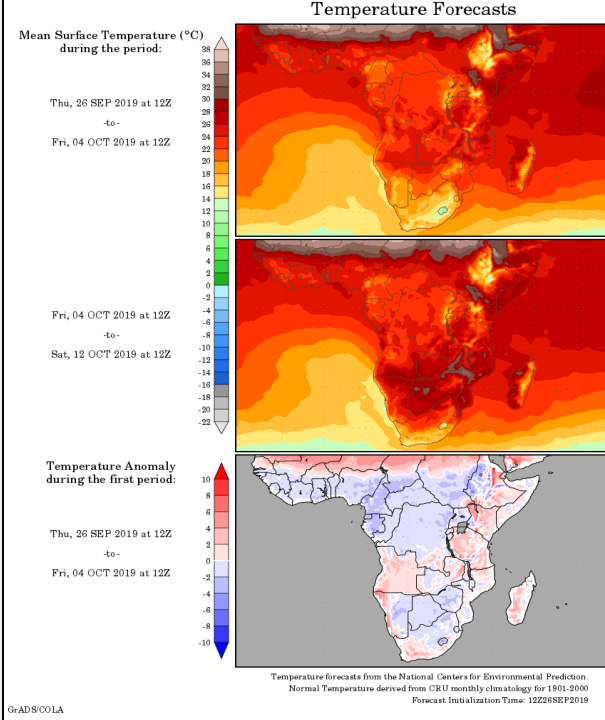 Temperature Forecasts
Mean Surface Temperature (°C)
during the period:
38
36
34
32
30
28
26
24
22
20
18
16
14
12
10
8
6
4
2
0
-2
-4
-6
-8
-10
-12
-14
-16
-18
-20
-22
Thu, 26 SEP 2019 at 12Z
-to-
Fri, 04 OCT 2019 at 12Z
Fri, 04 OCT 2019 at 12Z
-to-
Sat, 12 OCT 2019 at 12Z
Temperature Anomaly
during the first period:
10
8
6
4
2
0
-2
-4
-6
-8
-10
Thu, 26 SEP 2019 at 12Z
-to-
Fri, 04 OCT 2019 at 12Z
Temperature forecasts from the National Centers for Environmental Prediction.
Normal Temperature derived from CRU monthly climatology for 1901-2000
Forecast Initialization Time: 12Z26SEP2019
GrADS/COLA